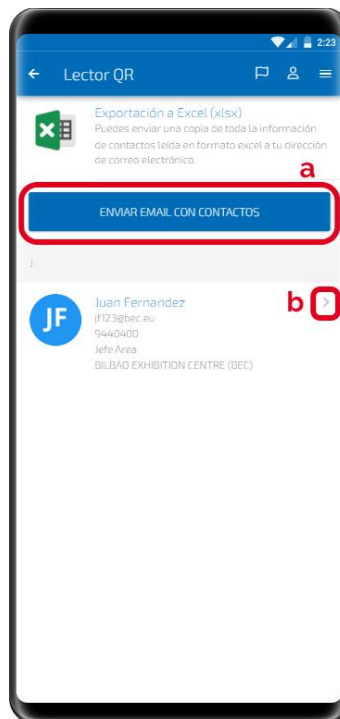 2:23
Lector QR
Exportación a Excel (xlsx)
Puedes enviar una copia de toda la información
de contactos leída en formato excel a tu dirección
de correo electrónico.
a
ENVIAR EMAIL CON CONTACTOS
J
Juan Fernandez
b
JF
jf123@bec.eu
9440400
Jefe Area
BILBAO EXHIBITION CENTRE (BEC)